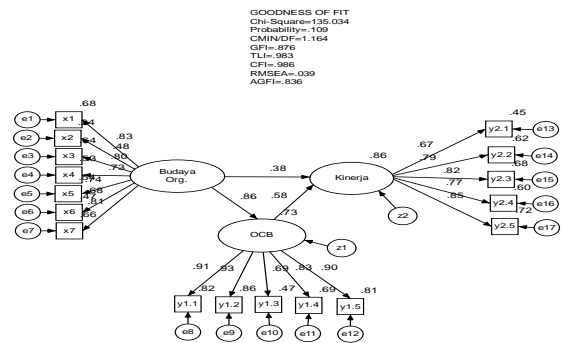 GOODNESS OF FIT
Chi-Square=135.034
Probability=.109
CMIN/DF=1.164
GFI=.876
TLI=.983
CFI=.986
RMSEA=.039
AGFI=.836
.68
e1 x1
e2 x2
e3 x3
e4 x4
e5 x5
e6 x6
e7 x7
.83
.48
.80
.73
.74
.81
.66
Budaya
Org.
.38
.86
.58
.73
OCB
z1
.86
Kinerja
z2
.67
.79
.82
.77
.85
.45
y2.1 e13
.62
y2.2 e14
.68
y2.3 e15
.60
y2.4 e16
.72
y2.5 e17
.91 .93 .69 .83 .90
.82 .86 .47 .69 .81
y1.1 y1.2 y1.3 y1.4 y1.5
e8 e9 e10 e11 e12